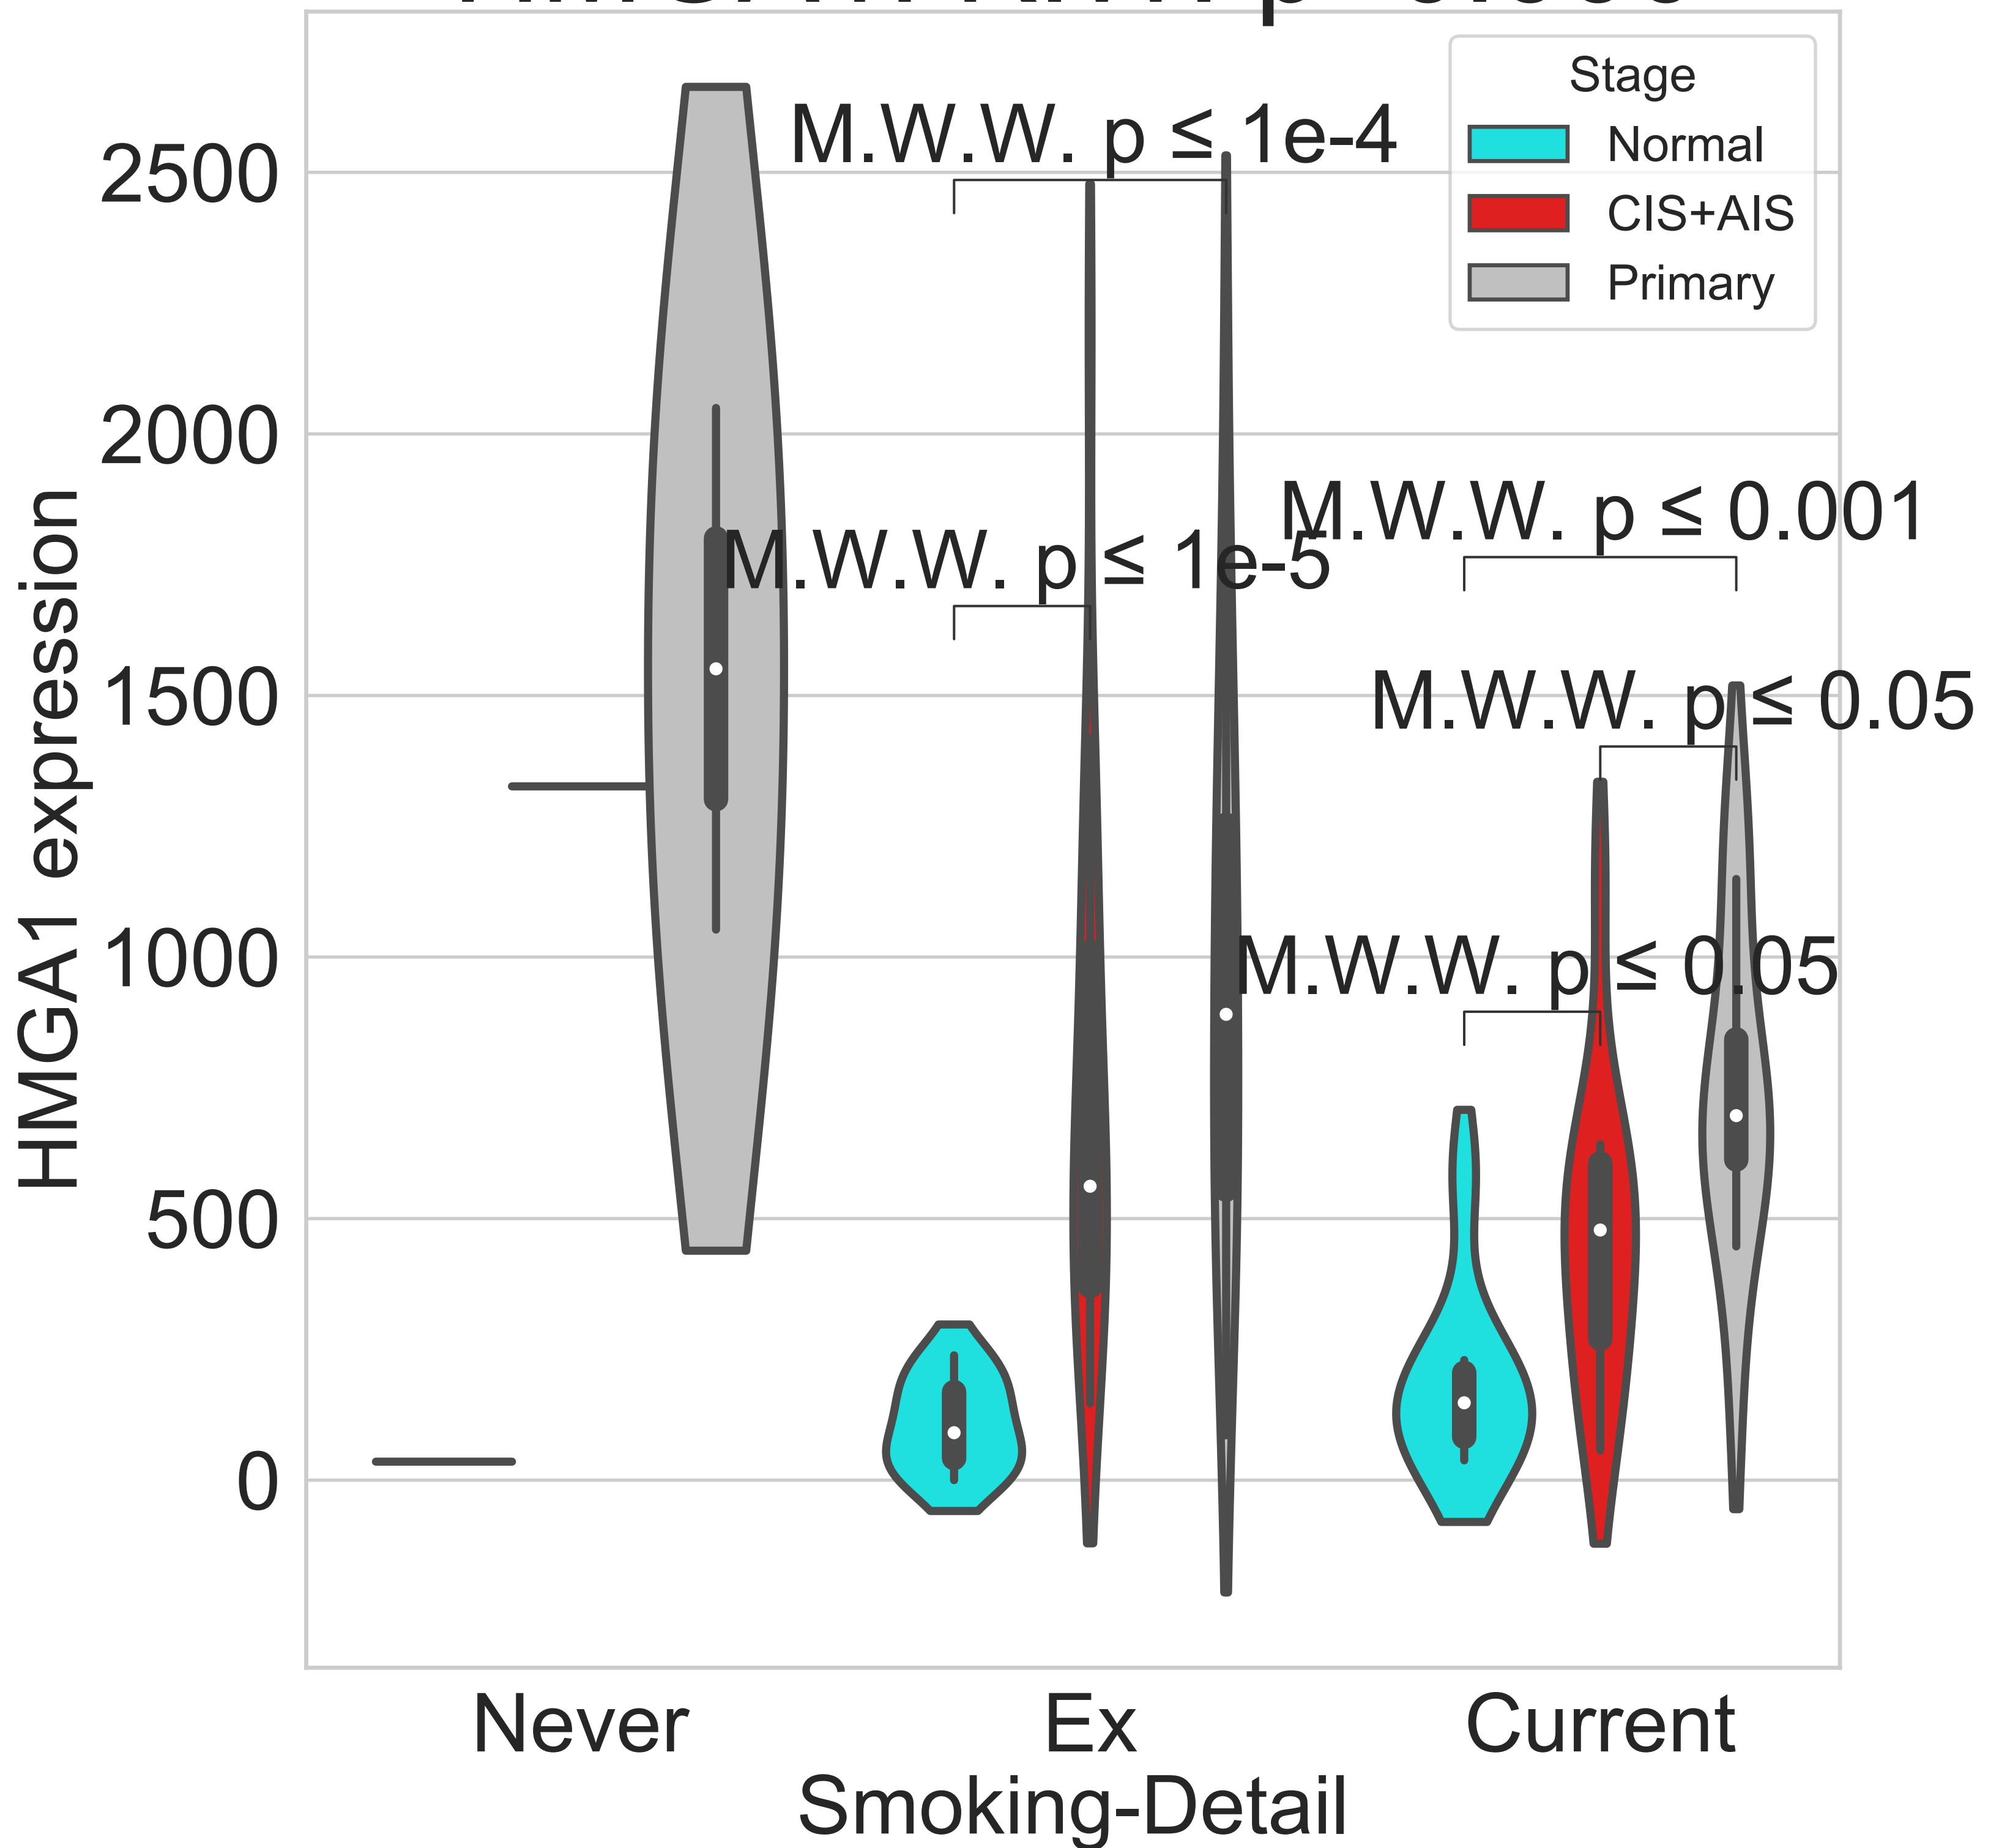 Stage
Normal
CIS+AIS
Primary
M.W.W. p ≤ 1e-4
M.W.W. p ≤ 0.001
M.W.W. p ≤ 1e-5
M.W.W. p ≤ 0.05
M.W.W. p ≤ 0.05
2500
2000
1500
1000
500
0
HMGA1 expression
Never
Ex
Current
Smoking-Detail